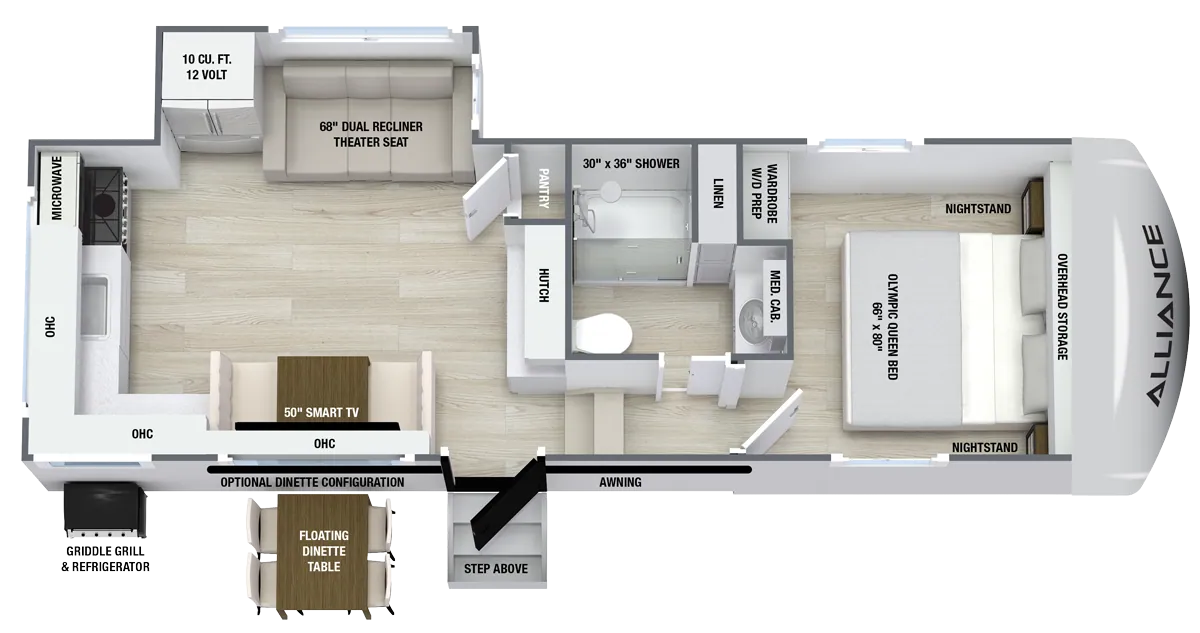 10 CU. FT.
12 VOLT
68" DUAL RECLINER
THEATER SEAT
MICROWAVE
PANTRY
30" x 36" SHOWER
LINEN
WARDROBE
W/D PREP
NIGHTSTAND
HUTCH
MED. CAB.
OLYMPIC QUEEN BED
66" x 80"
OVERHEAD STORAGE
ALLIANCE
OHC
50" SMART TV
OHC
OHC
NIGHTSTAND
OPTIONAL DINETTE CONFIGURATION
AWNING
GRIDDLE GRILL
& REFRIGERATOR
FLOATING
DINETTE
TABLE
STEP ABOVE